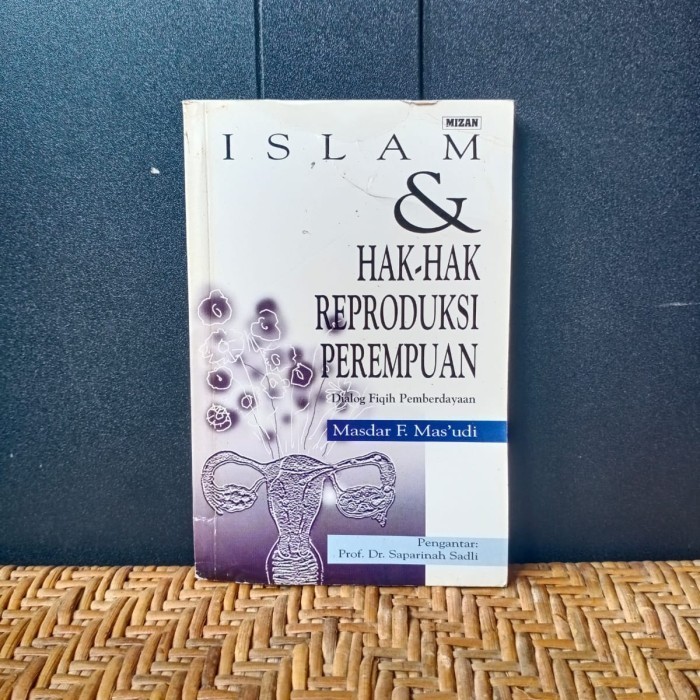 MIZAN
ISLAM
&
HAK-HAK
REPRODUKSI
PEREMPUAN
Dialog Fiqih Pemberdayaan
Masdar F. Mas'udi
Pengantar:
Prof. Dr. Saparinah Sadli